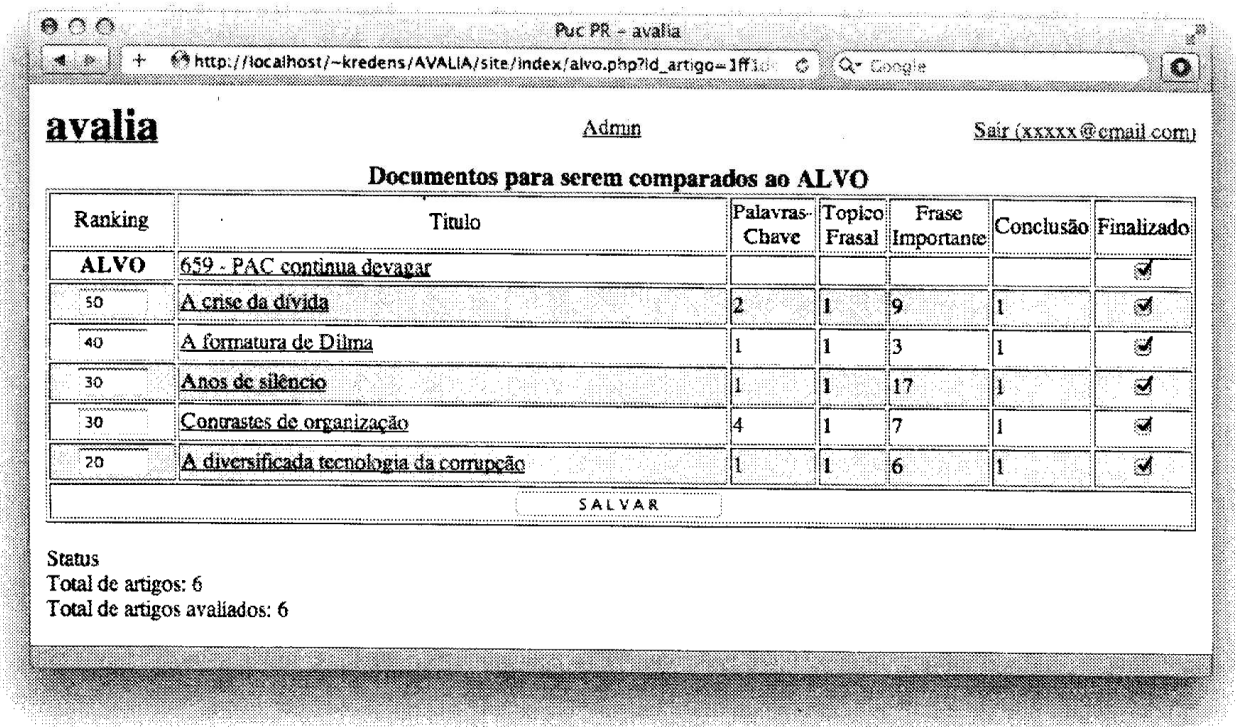 Puc PR - avalia
http://localhost/~kredens/AVALIA/site/index/alvo.php?id_artigo=1ff1d
Google
avalia Admin Sair (xxxxx@email.com)
Documentos para serem comparados ao ALVO
Ranking Titulo Palavras-Chave Topico Frasal Frase Importante Conclusão Finalizado
ALVO 659 - PAC continua devagar
50 A crise da dívida 2 1 9 1
40 A formatura de Dilma 1 1 3 1
30 Anos de silêncio 1 1 17 1
30 Contrastes de organização 4 1 7 1
20 A diversificada tecnologia da corrupção 1 1 6 1
SALVAR
Status
Total de artigos: 6
Total de artigos avaliados: 6